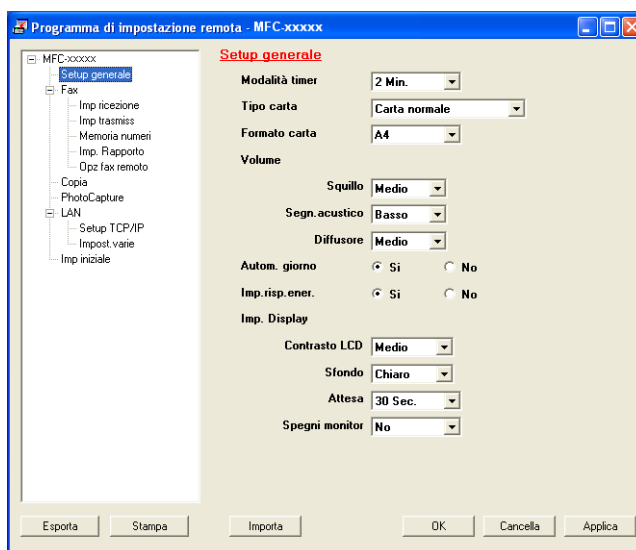 Programma di impostazione remota - MFC-xxxxx
MFC-xxxxx
Setup generale
Fax
Imp ricezione
Imp trasmiss
Memoria numeri
Imp. Rapporto
Opz fax remoto
Copia
PhotoCapture
LAN
Setup TCP/IP
Impost.varie
Imp iniziale
Setup generale
Modalità timer 2 Min.
Tipo carta Carta normale
Formato carta A4
Volume
Squillo Medio
Segn.acustico Basso
Diffusore Medio
Autom. giorno Si No
Imp.risp.ener. Si No
Imp. Display
Contrasto LCD Medio
Sfondo Chiaro
Attesa 30 Sec.
Spegni monitor No
Esporta Stampa Importa OK Cancella Applica